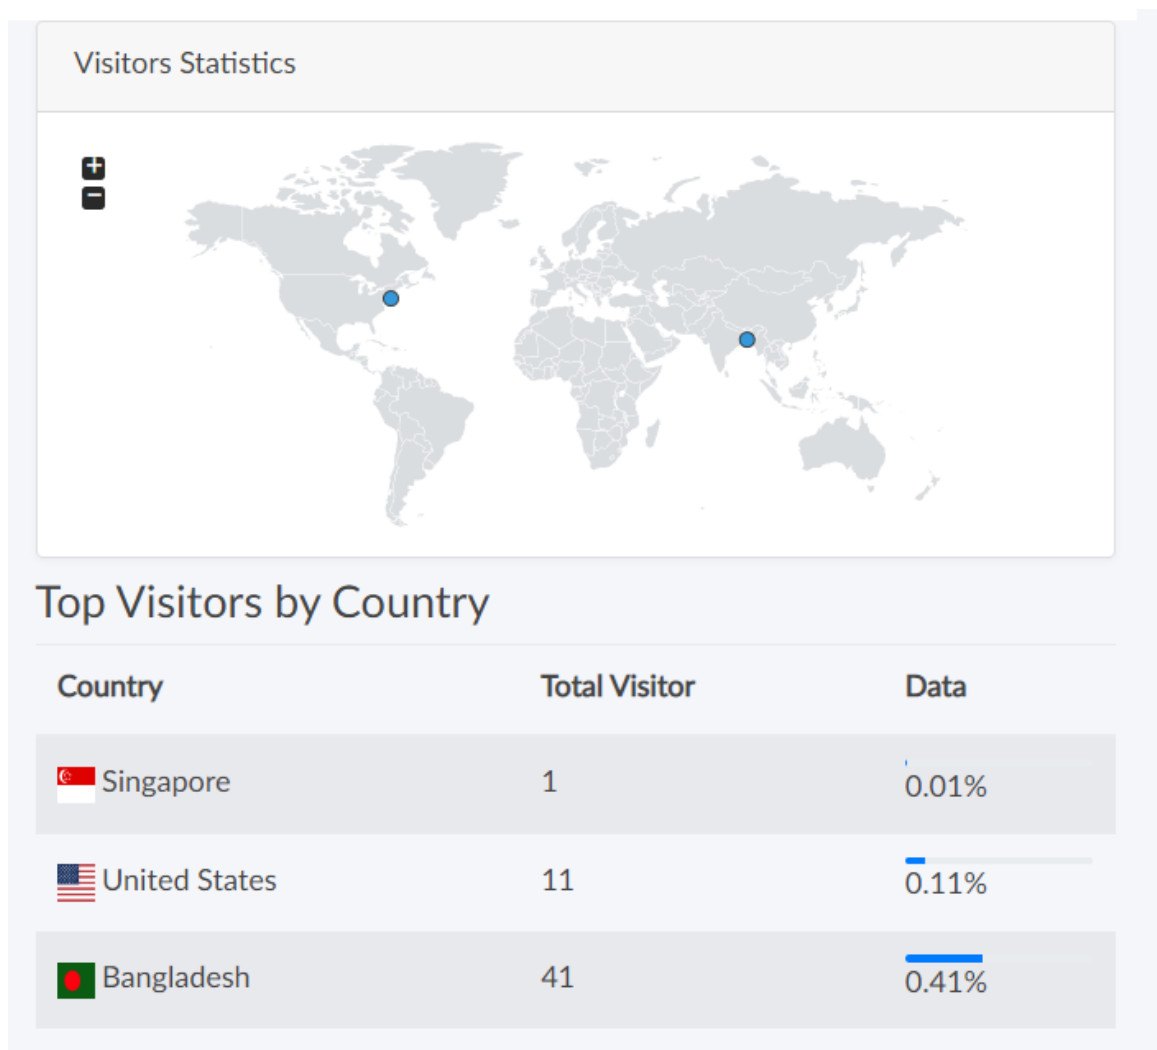 Visitors Statistics
+
−
Top Visitors by Country
Country Total Visitor Data
Singapore 1 0.01%
United States 11 0.11%
Bangladesh 41 0.41%